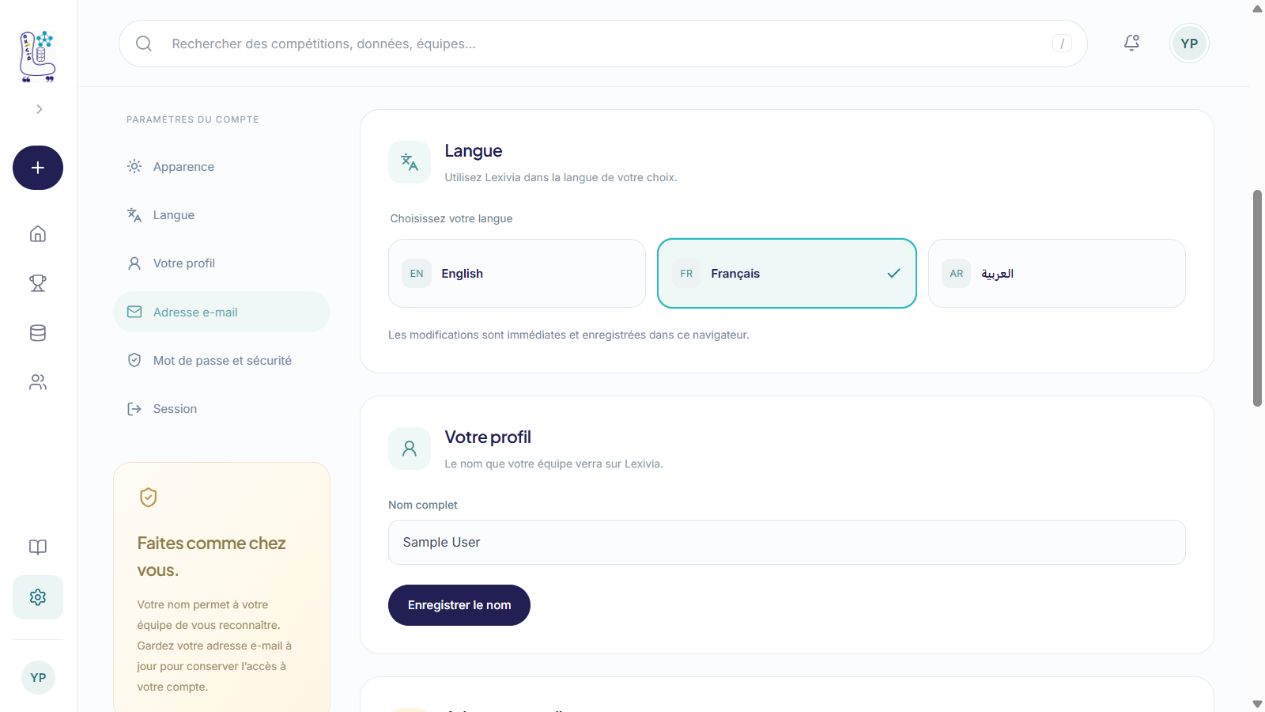 Rechercher des compétitions, données, équipes...
/
YP
PARAMÈTRES DU COMPTE
Apparence
Langue
Votre profil
Adresse e-mail
Mot de passe et sécurité
Session
Faites comme chez
vous.
Votre nom permet à votre
équipe de vous reconnaître.
Gardez votre adresse e-mail à
jour pour conserver l'accès à
votre compte.
Langue
Utilisez Lexivia dans la langue de votre choix.
Choisissez votre langue
EN English
FR Français
AR العربية
Les modifications sont immédiates et enregistrées dans ce navigateur.
Votre profil
Le nom que votre équipe verra sur Lexivia.
Nom complet
Sample User
Enregistrer le nom
YP